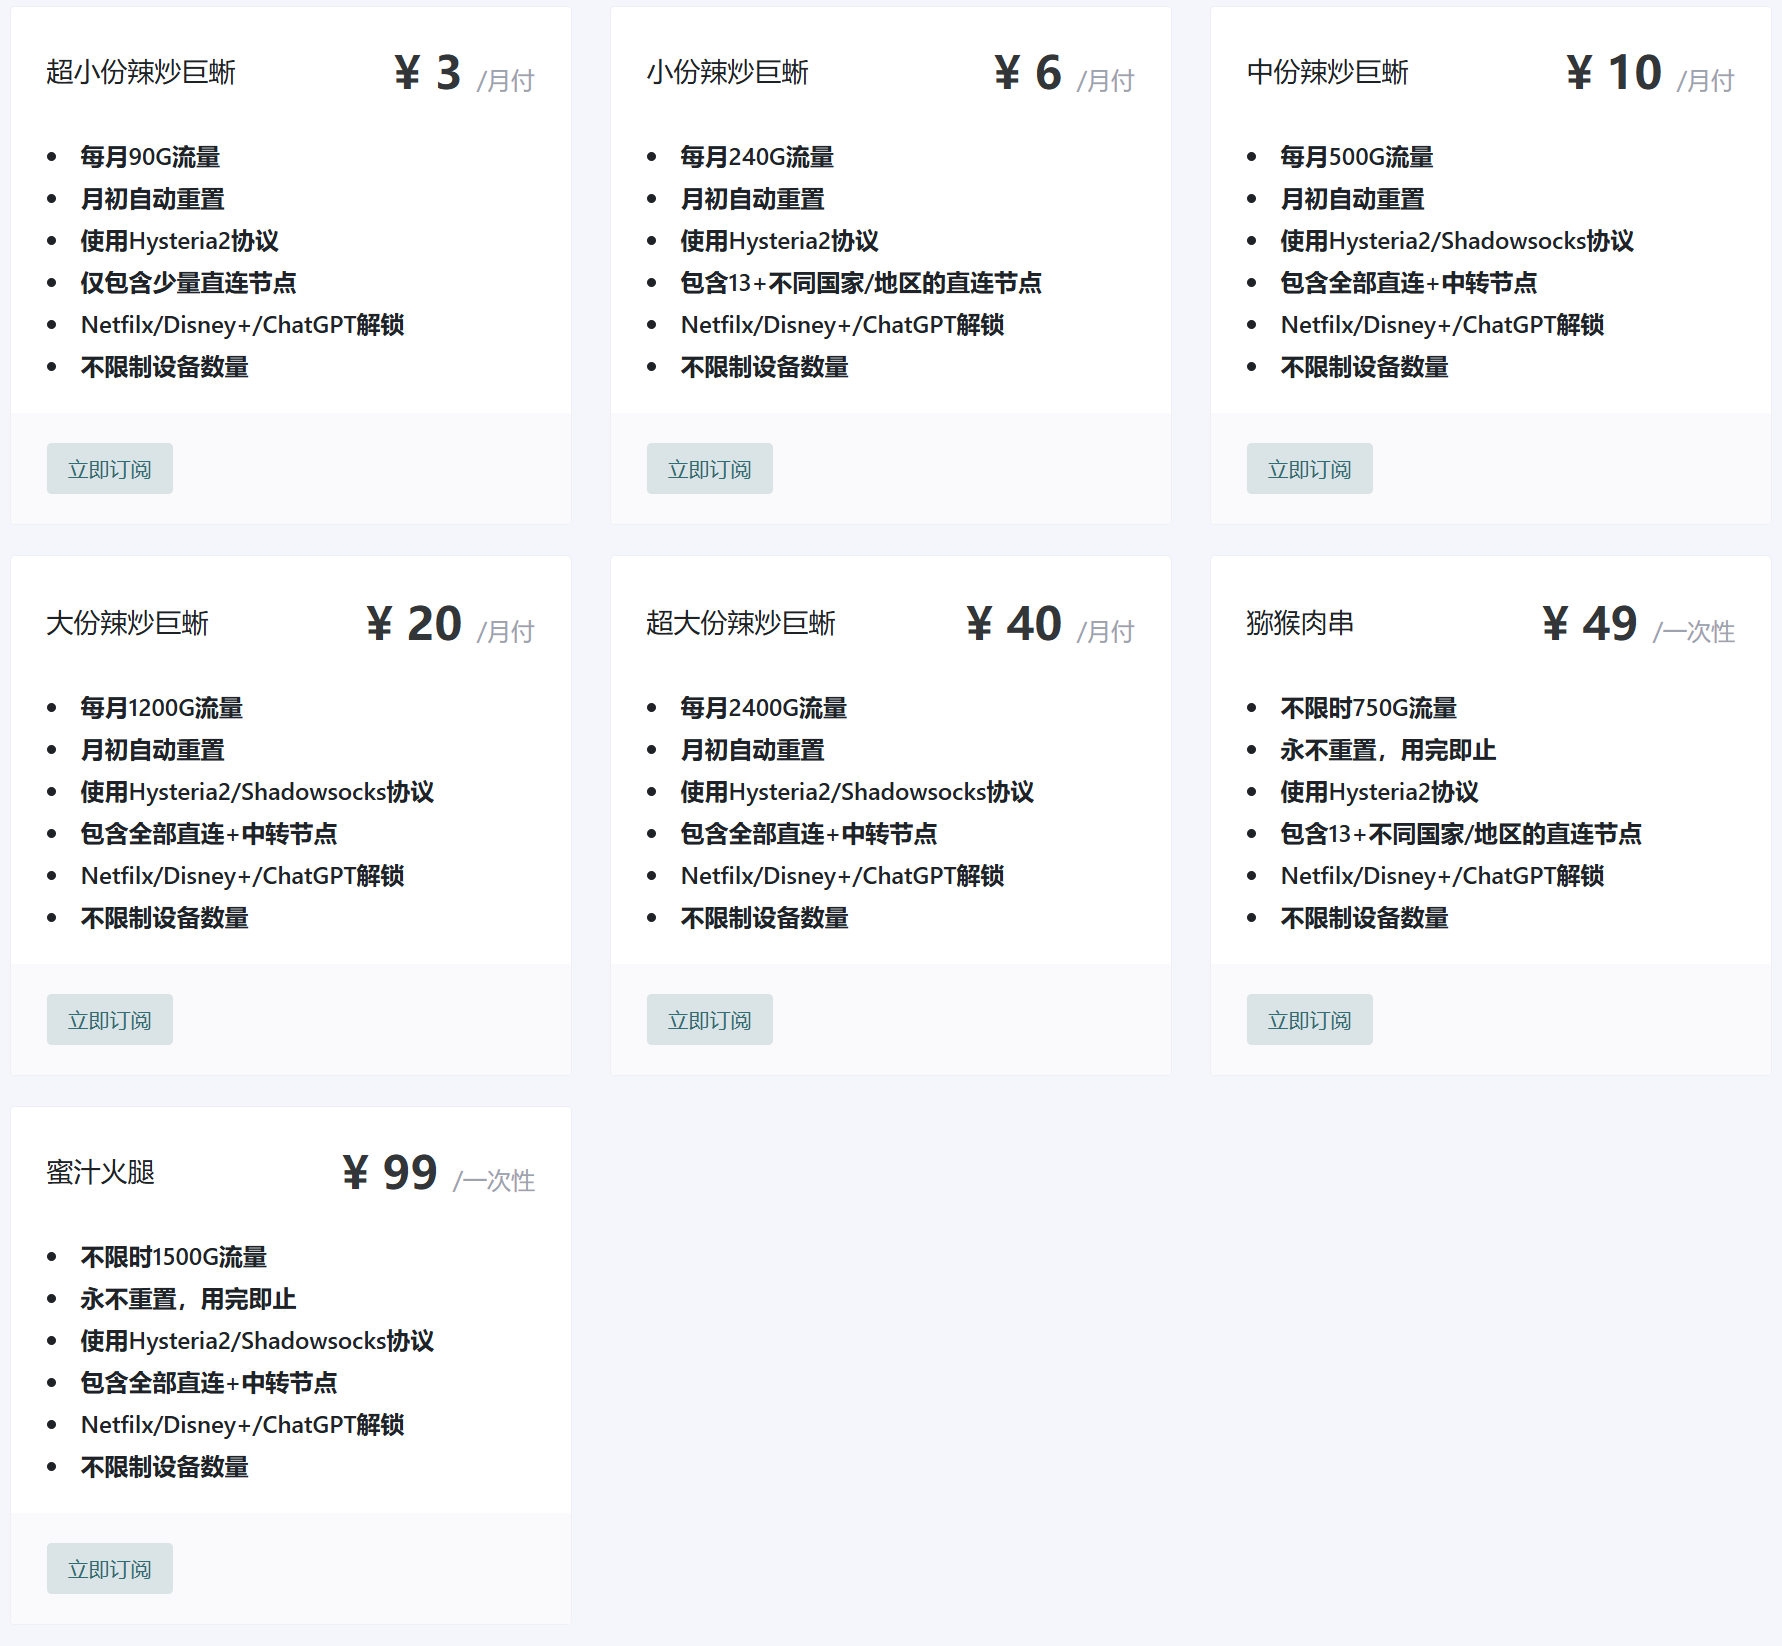 超小份辣炒巨蜥
¥ 3 /月付
每月90G流量
月初自动重置
使用Hysteria2协议
仅包含少量直连节点
Netfilx/Disney+/ChatGPT解锁
不限制设备数量
立即订阅
小份辣炒巨蜥
¥ 6 /月付
每月240G流量
月初自动重置
使用Hysteria2协议
包含13+不同国家/地区的直连节点
Netfilx/Disney+/ChatGPT解锁
不限制设备数量
立即订阅
中份辣炒巨蜥
¥ 10 /月付
每月500G流量
月初自动重置
使用Hysteria2/Shadowsocks协议
包含全部直连+中转节点
Netfilx/Disney+/ChatGPT解锁
不限制设备数量
立即订阅
大份辣炒巨蜥
¥ 20 /月付
每月1200G流量
月初自动重置
使用Hysteria2/Shadowsocks协议
包含全部直连+中转节点
Netfilx/Disney+/ChatGPT解锁
不限制设备数量
立即订阅
超大份辣炒巨蜥
¥ 40 /月付
每月2400G流量
月初自动重置
使用Hysteria2/Shadowsocks协议
包含全部直连+中转节点
Netfilx/Disney+/ChatGPT解锁
不限制设备数量
立即订阅
猕猴肉串
¥ 49 /一次性
不限时750G流量
永不重置，用完即止
使用Hysteria2协议
包含13+不同国家/地区的直连节点
Netfilx/Disney+/ChatGPT解锁
不限制设备数量
立即订阅
蜜汁火腿
¥ 99 /一次性
不限时1500G流量
永不重置，用完即止
使用Hysteria2/Shadowsocks协议
包含全部直连+中转节点
Netfilx/Disney+/ChatGPT解锁
不限制设备数量
立即订阅